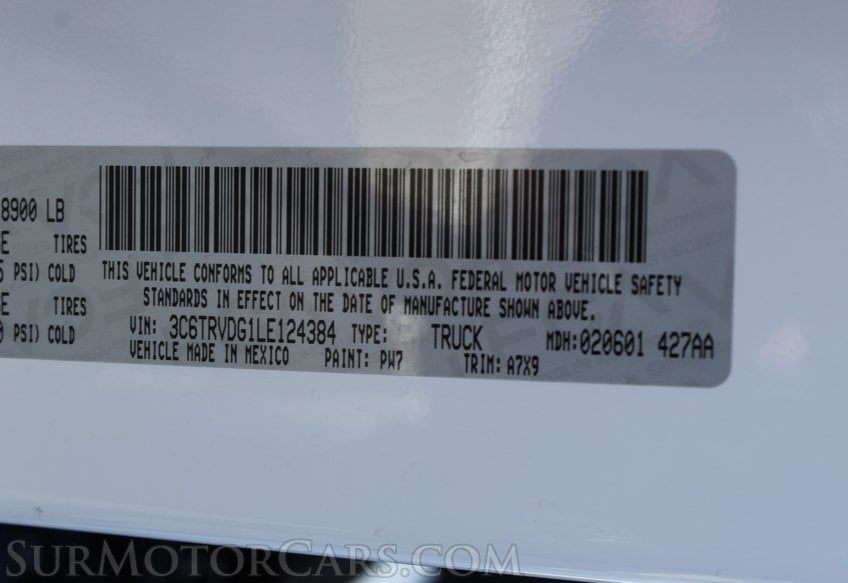 8900 LB
TIRES
PSI) COLD
TIRES
PSI) COLD
THIS VEHICLE CONFORMS TO ALL APPLICABLE U.S.A. FEDERAL MOTOR VEHICLE SAFETY
STANDARDS IN EFFECT ON THE DATE OF MANUFACTURE SHOWN ABOVE.
VIN: 3C6TRVDG1LE124384 TYPE: TRUCK MDH:020601 427AA
VEHICLE MADE IN MEXICO PAINT: PW7 TRIM: A7X9
SurMotorCars.com